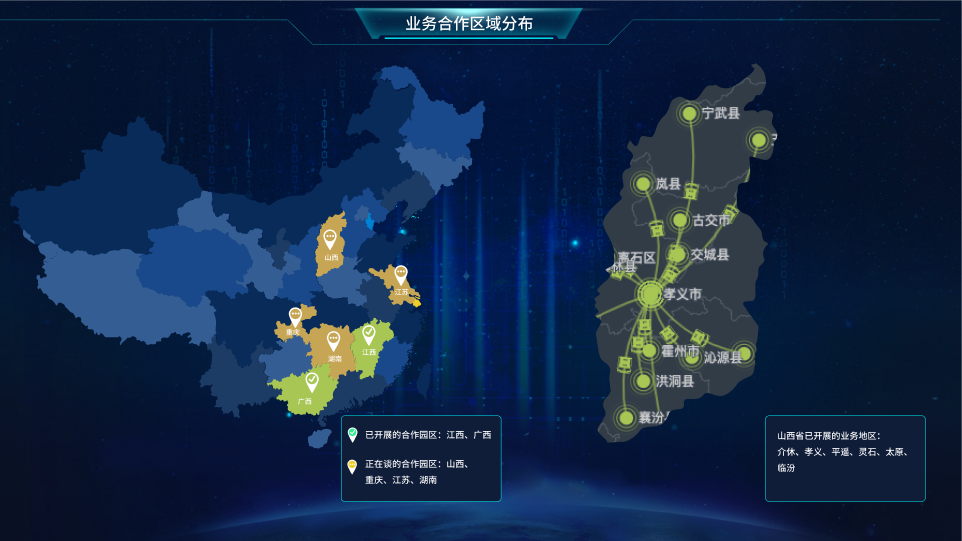 业务合作区域分布
宁武县
岚县
古交市
离石区
交城县
孝义市
霍州市
沁源县
洪洞县
襄汾
山西
江苏
重庆
湖南
江西
广西
已开展的合作园区：江西、广西
正在谈的合作园区：山西、
重庆、江苏、湖南
山西省已开展的业务地区：
介休、孝义、平遥、灵石、太原、
临汾